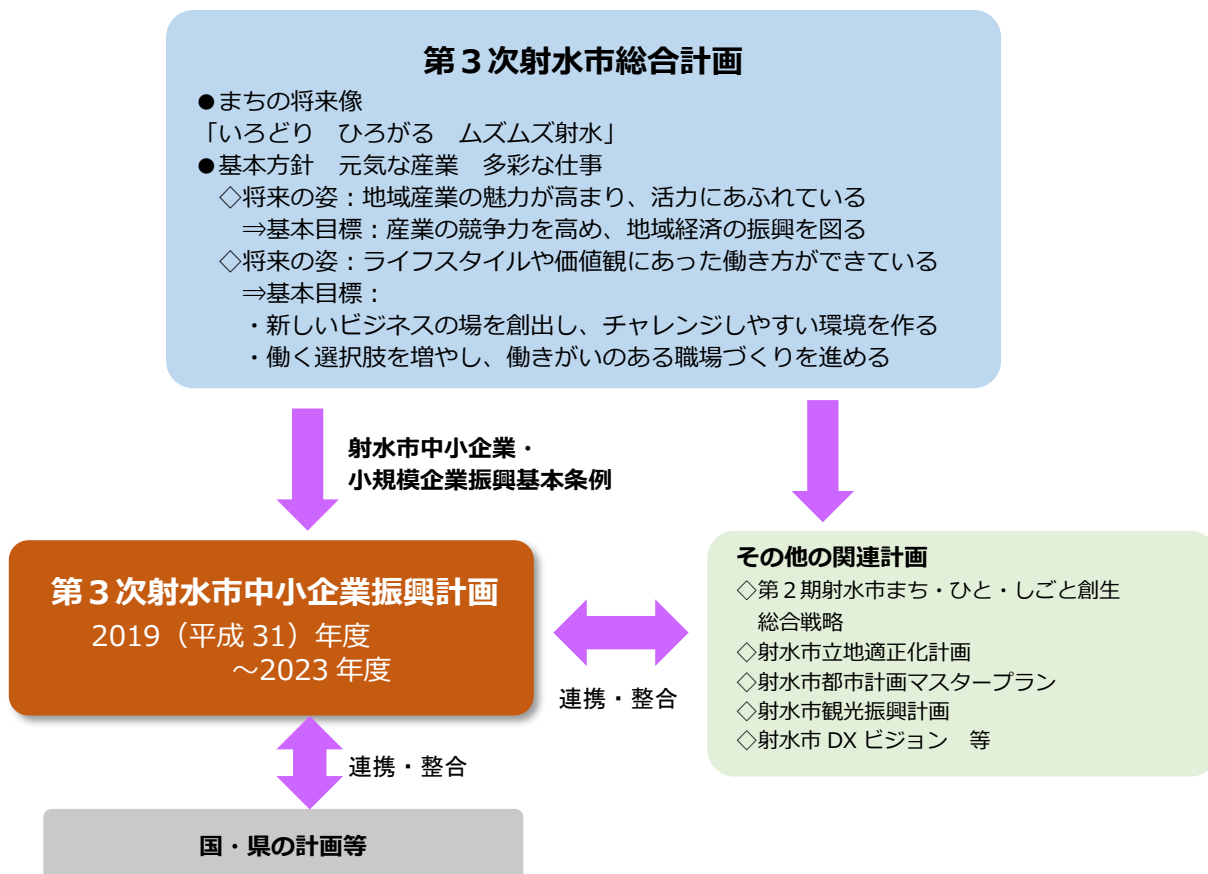 第３次射水市総合計画
●まちの将来像
「いろどり　ひろがる　ムズムズ射水」
●基本方針　元気な産業　多彩な仕事
◇将来の姿：地域産業の魅力が高まり、活力にあふれている
⇒基本目標：産業の競争力を高め、地域経済の振興を図る
◇将来の姿：ライフスタイルや価値観にあった働き方ができている
⇒基本目標：
・新しいビジネスの場を創出し、チャレンジしやすい環境を作る
・働く選択肢を増やし、働きがいのある職場づくりを進める
射水市中小企業・
小規模企業振興基本条例
第３次射水市中小企業振興計画
2019（平成 31）年度
～2023 年度
連携・整合
その他の関連計画
◇第２期射水市まち・ひと・しごと創生
総合戦略
◇射水市立地適正化計画
◇射水市都市計画マスタープラン
◇射水市観光振興計画
◇射水市 DX ビジョン　等
連携・整合
国・県の計画等